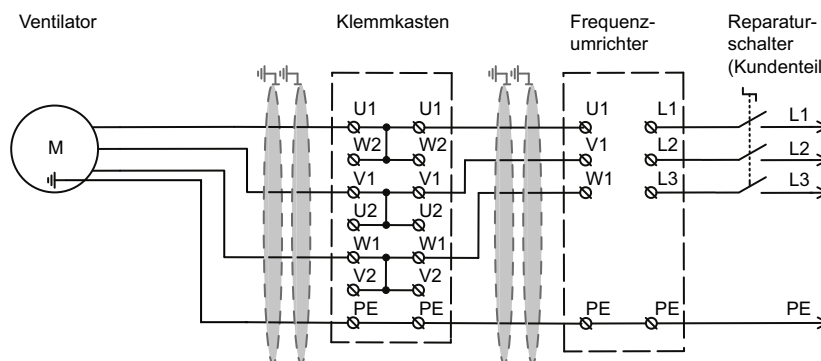 Ventilator
Klemmkasten
Frequenz-
umrichter
Reparatur-
schalter
(Kundenteil
U1 U1 U1 L1 L1
M
W2 W2 V1 L2 L2
V1 V1 W1 L3 L3
U2 U2
W1 W1
V2 V2
PE PE PE PE PE